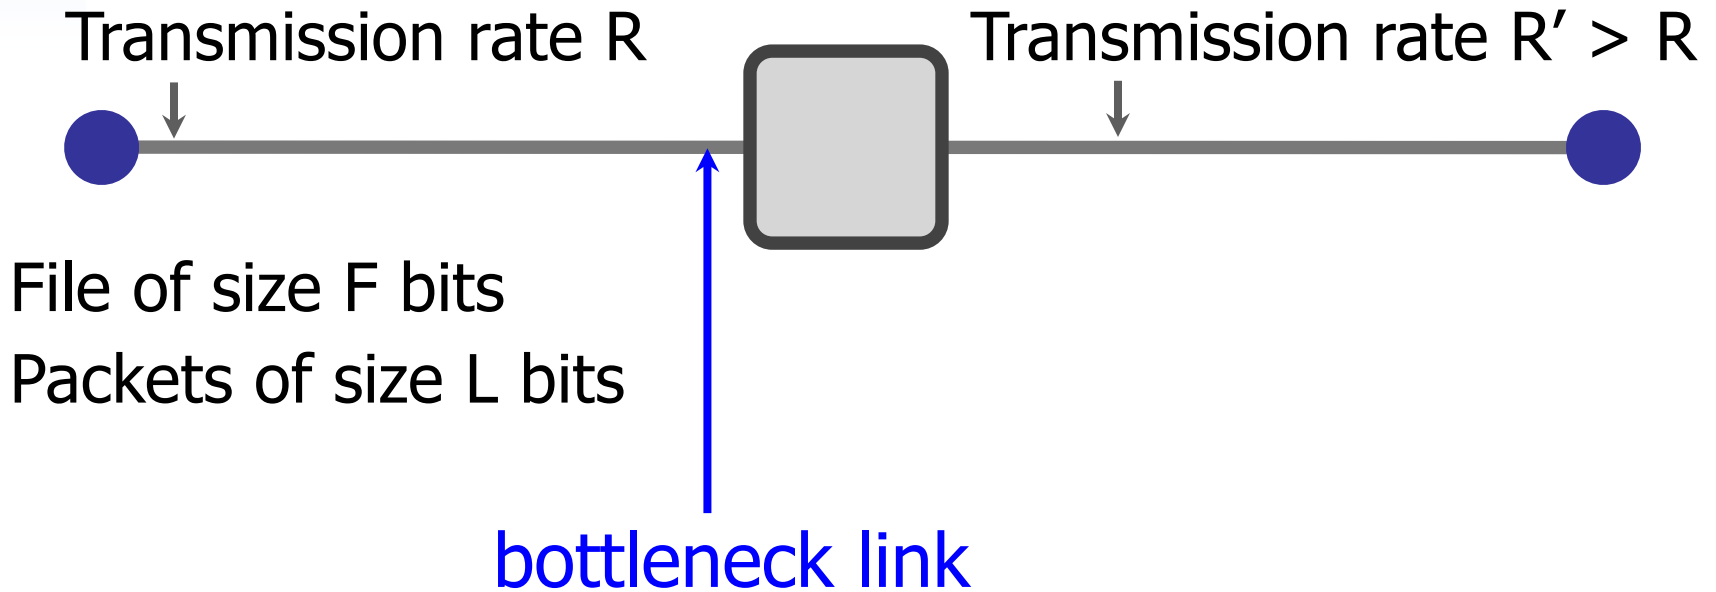 Transmission rate R
Transmission rate R’ > R
File of size F bits
Packets of size L bits
bottleneck link